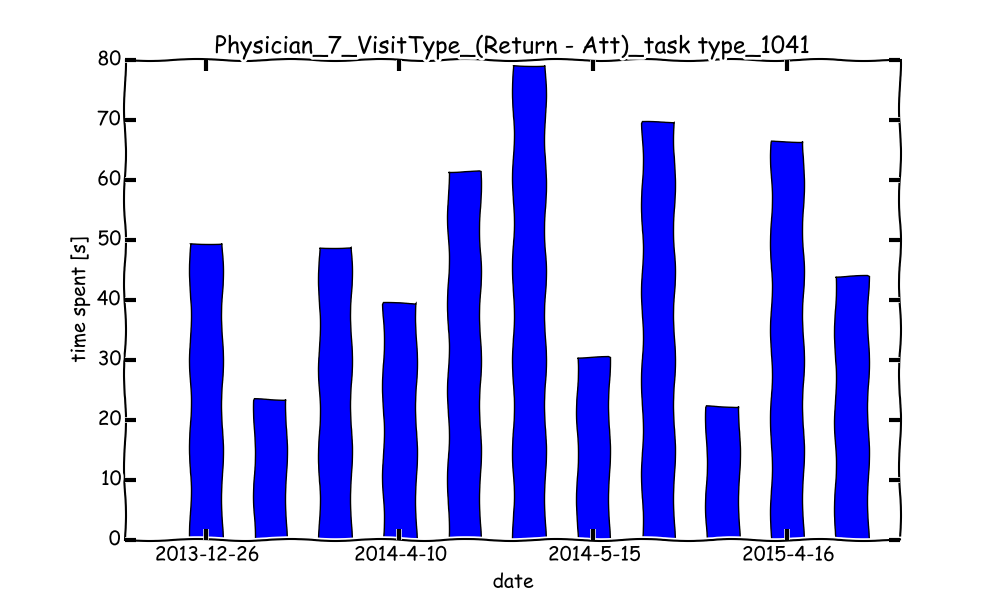 Physician_7_VisitType_(Return - Att)_task type_1041
80
70
60
50
40
30
20
10
0
time spent [s]
2013-12-26 2014-4-10 2014-5-15 2015-4-16
date